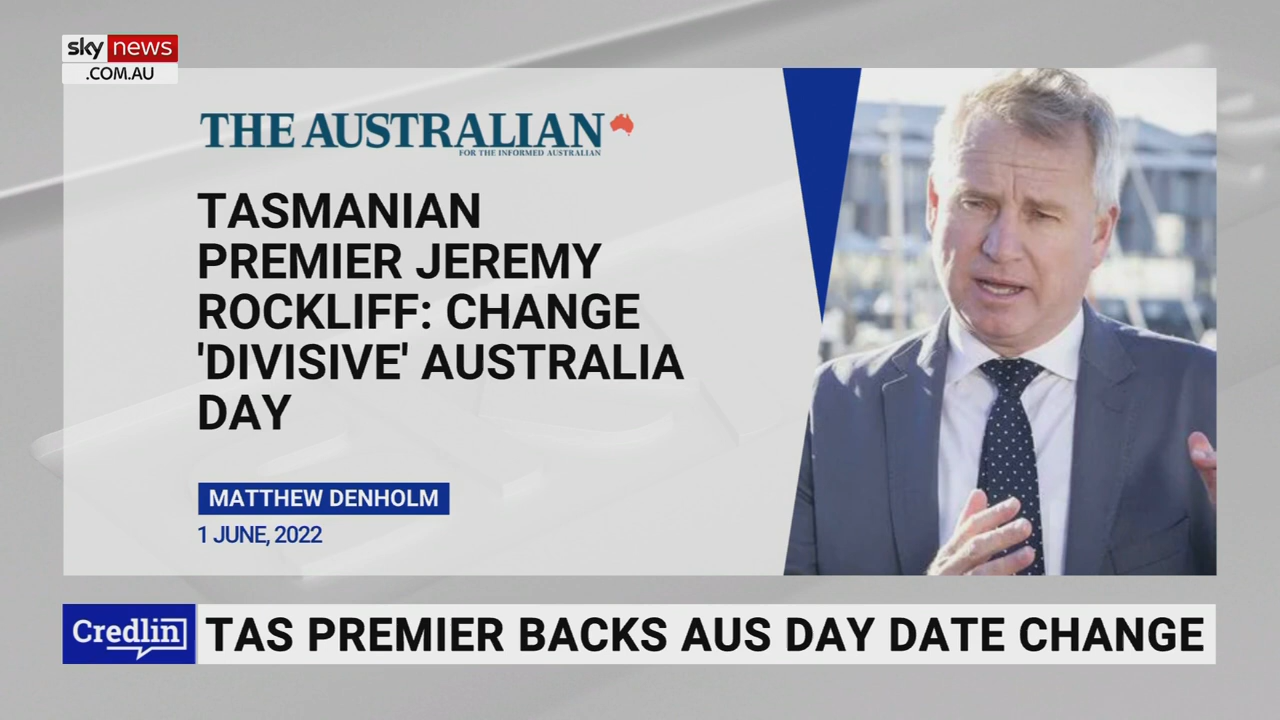 sky news
.COM.AU
THE AUSTRALIAN
FOR THE INFORMED AUSTRALIAN
TASMANIAN
PREMIER JEREMY
ROCKLIFF: CHANGE
'DIVISIVE' AUSTRALIA
DAY
MATTHEW DENHOLM
1 JUNE, 2022
Credlin
TAS PREMIER BACKS AUS DAY DATE CHANGE